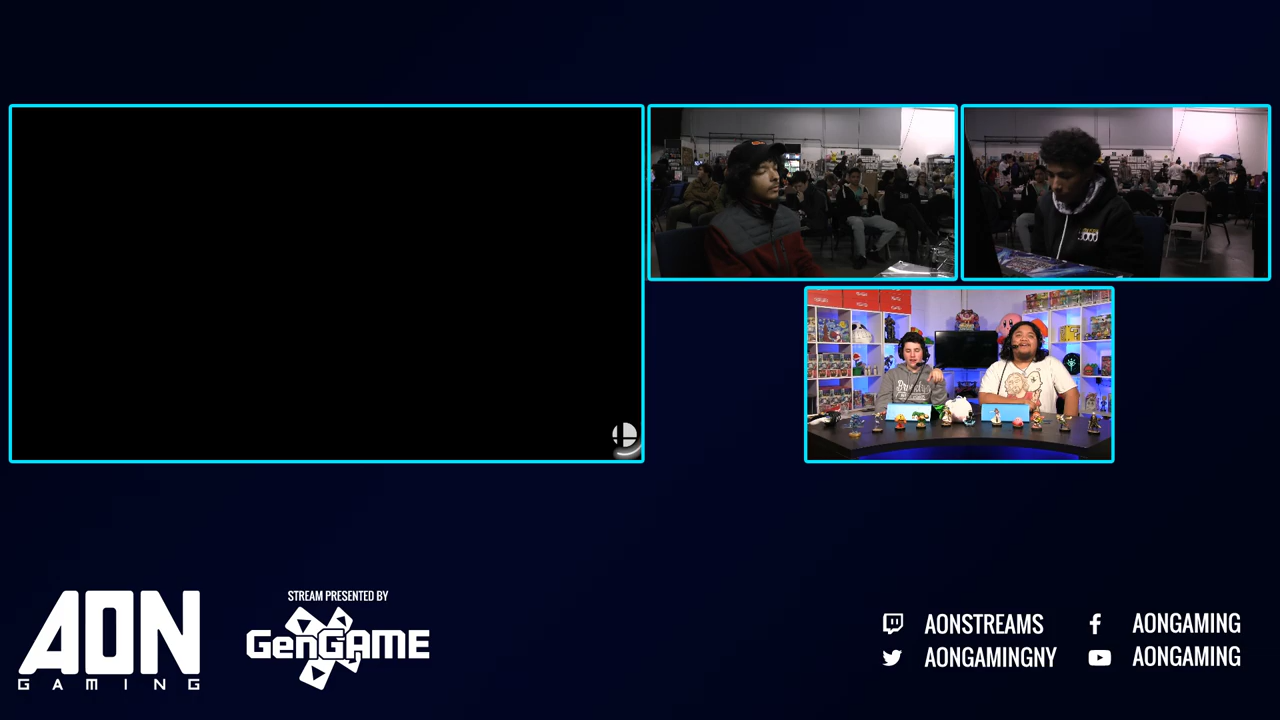 AON
GAMING
STREAM PRESENTED BY
GENGAME
AONSTREAMS
AONGAMING
AONGAMINGNY
AONGAMING